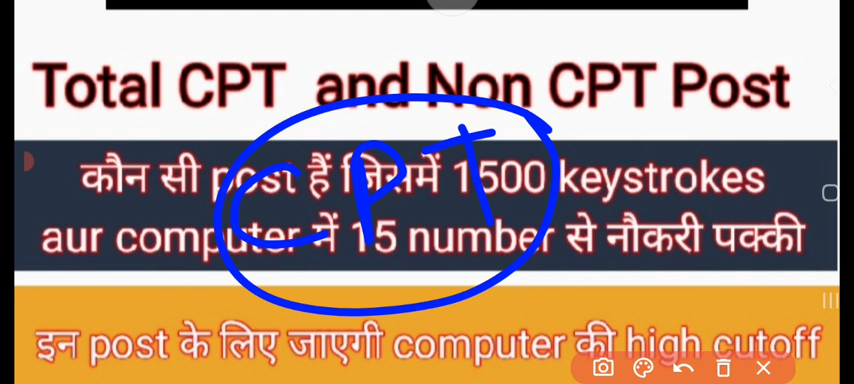 Total CPT and Non CPT Post
कौन सी post हैं जिसमें 1500 keystrokes
aur computer में 15 number से नौकरी पक्की
CPT
इन post के लिए जाएगी computer की high cutoff